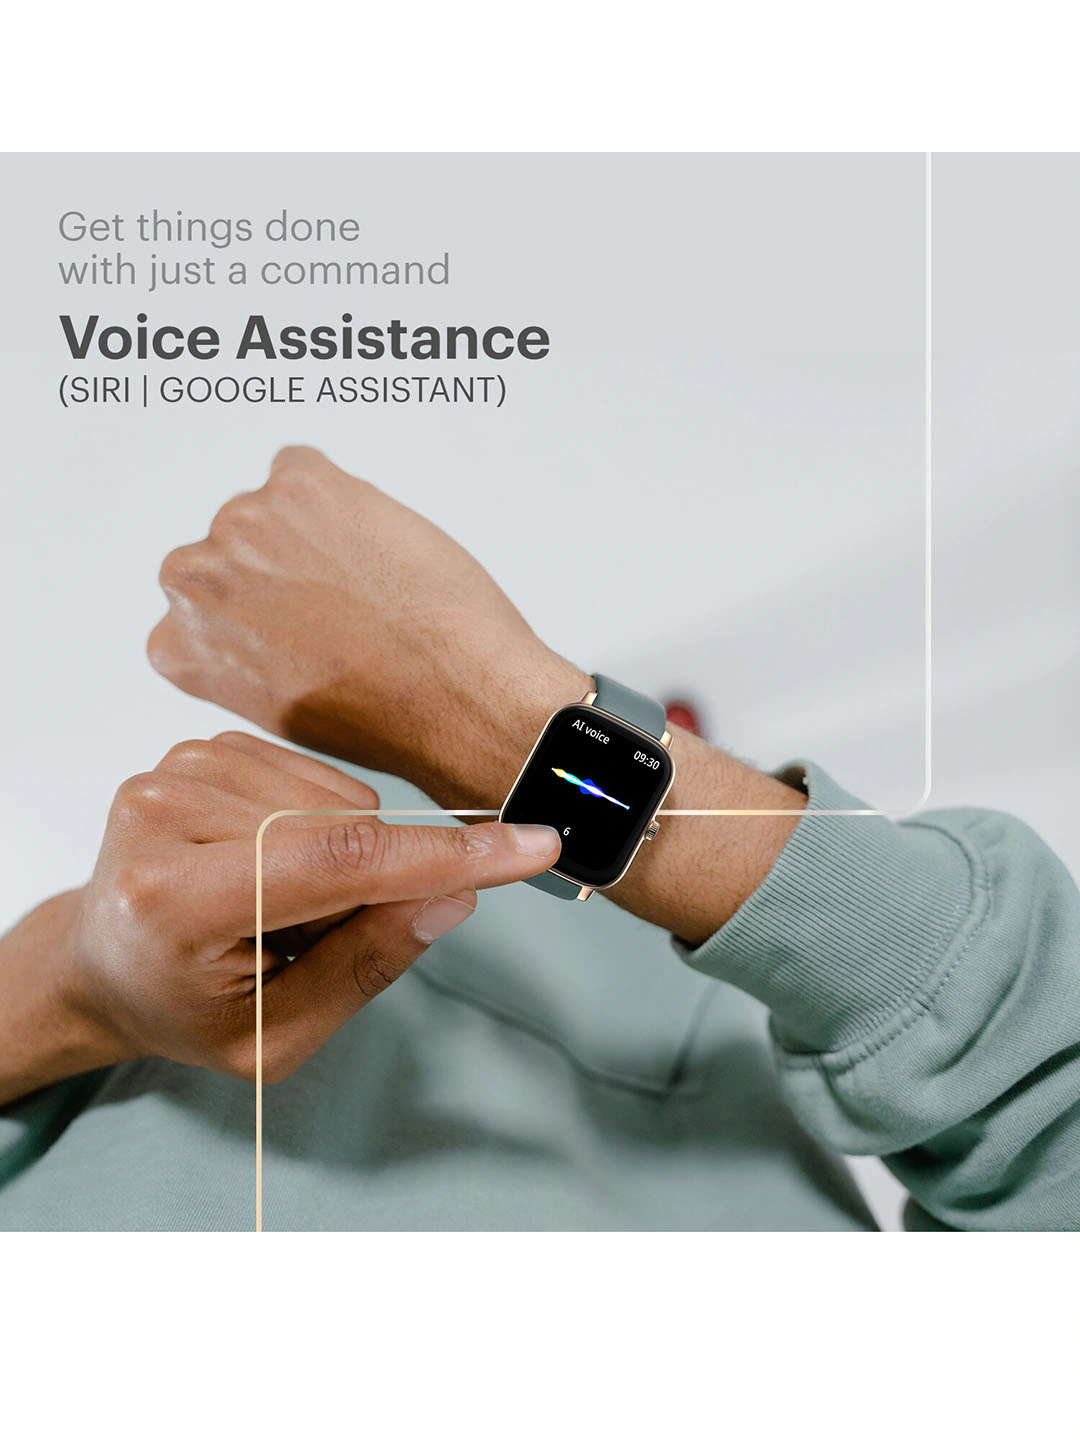 Get things done
with just a command
Voice Assistance
(SIRI | GOOGLE ASSISTANT)
AI voice
09:30
6